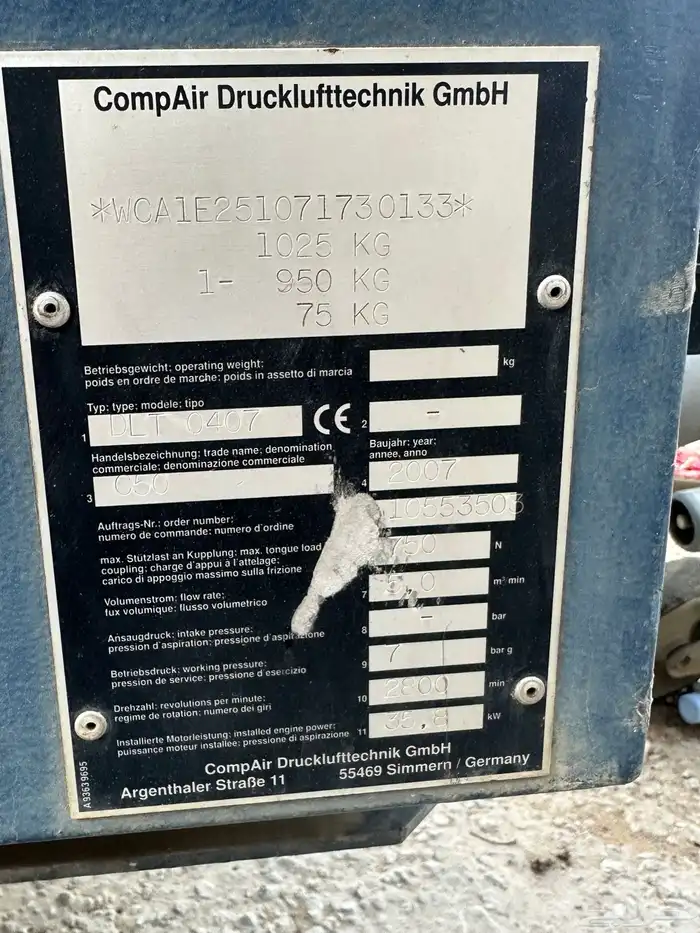 CompAir Drucklufttechnik GmbH
*WCA1E251071730133*
1025 KG
1- 950 KG
75 KG
Betriebsgewicht: operating weight: kg
poids en ordre de marche: poids in assetto di marcia
Typ: type: modele: tipo
1 DLT 0407 CE 2 -
Handelsbezeichnung: trade name: denomination
commerciale: denominazione commerciale
Baujahr: year:
annee, anno
3 C50 4 2007
Auftrags-Nr.: order number:
numéro de commande: numero d'ordine
10553503
max. Stützlast an Kupplung: max. tongue load
coupling: charge d'appui à l'attelage:
carico di appoggio massimo sulla frizione
750 N
Volumenstrom: flow rate:
fux volumique: flusso volumetrico
7 5,0 m³ min
Ansaugdruck: intake pressure:
pression d'aspiration: pressione d'aspirazione
8 - bar
Betriebsdruck: working pressure:
pression de service: pressione d'esercizio
9 7 bar g
Drehzahl: revolutions per minute:
regime de rotation: numero dei giri
10 2800 min
Installierte Motorleistung: installed engine power:
puissance moteur installée: pressione di aspirazione
11 35,8 kW
CompAir Drucklufttechnik GmbH
Argenthaler Straße 11 55469 Simmern / Germany
A93639695